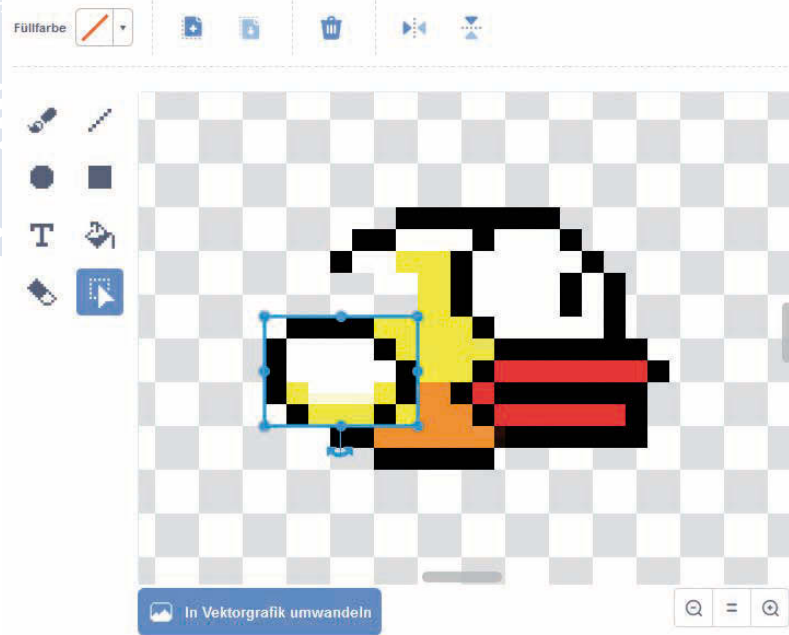 Füllfarbe
T
In Vektorgrafik umwandeln
=